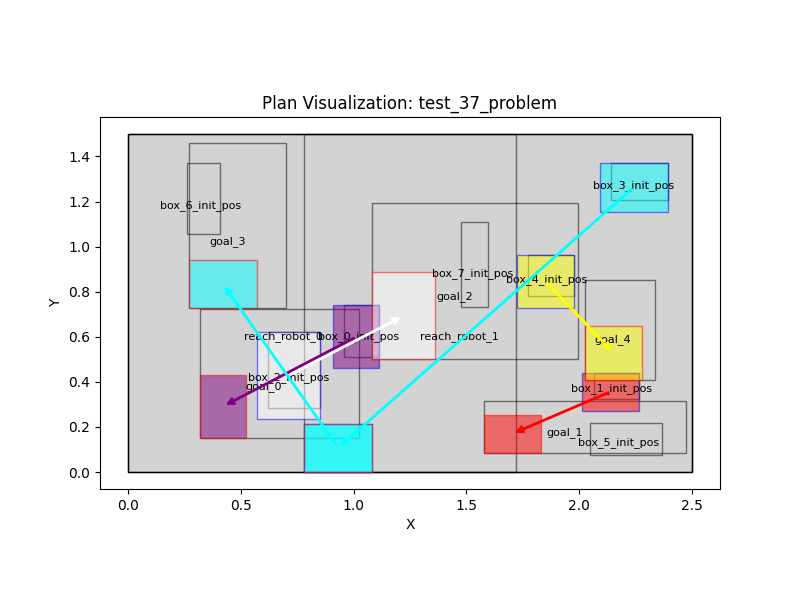 Plan Visualization: test_37_problem
1.4
1.2
1.0
0.8
0.6
0.4
0.2
0.0
Y
box_6_init_pos
goal_3
box_3_init_pos
box_7_init_pos
box_4_init_pos
goal_2
reach_robot_0
box_0_init_pos
reach_robot_1
goal_4
box_2_init_pos
goal_0
box_1_init_pos
goal_1
box_5_init_pos
0.0
0.5
1.0
1.5
2.0
2.5
X